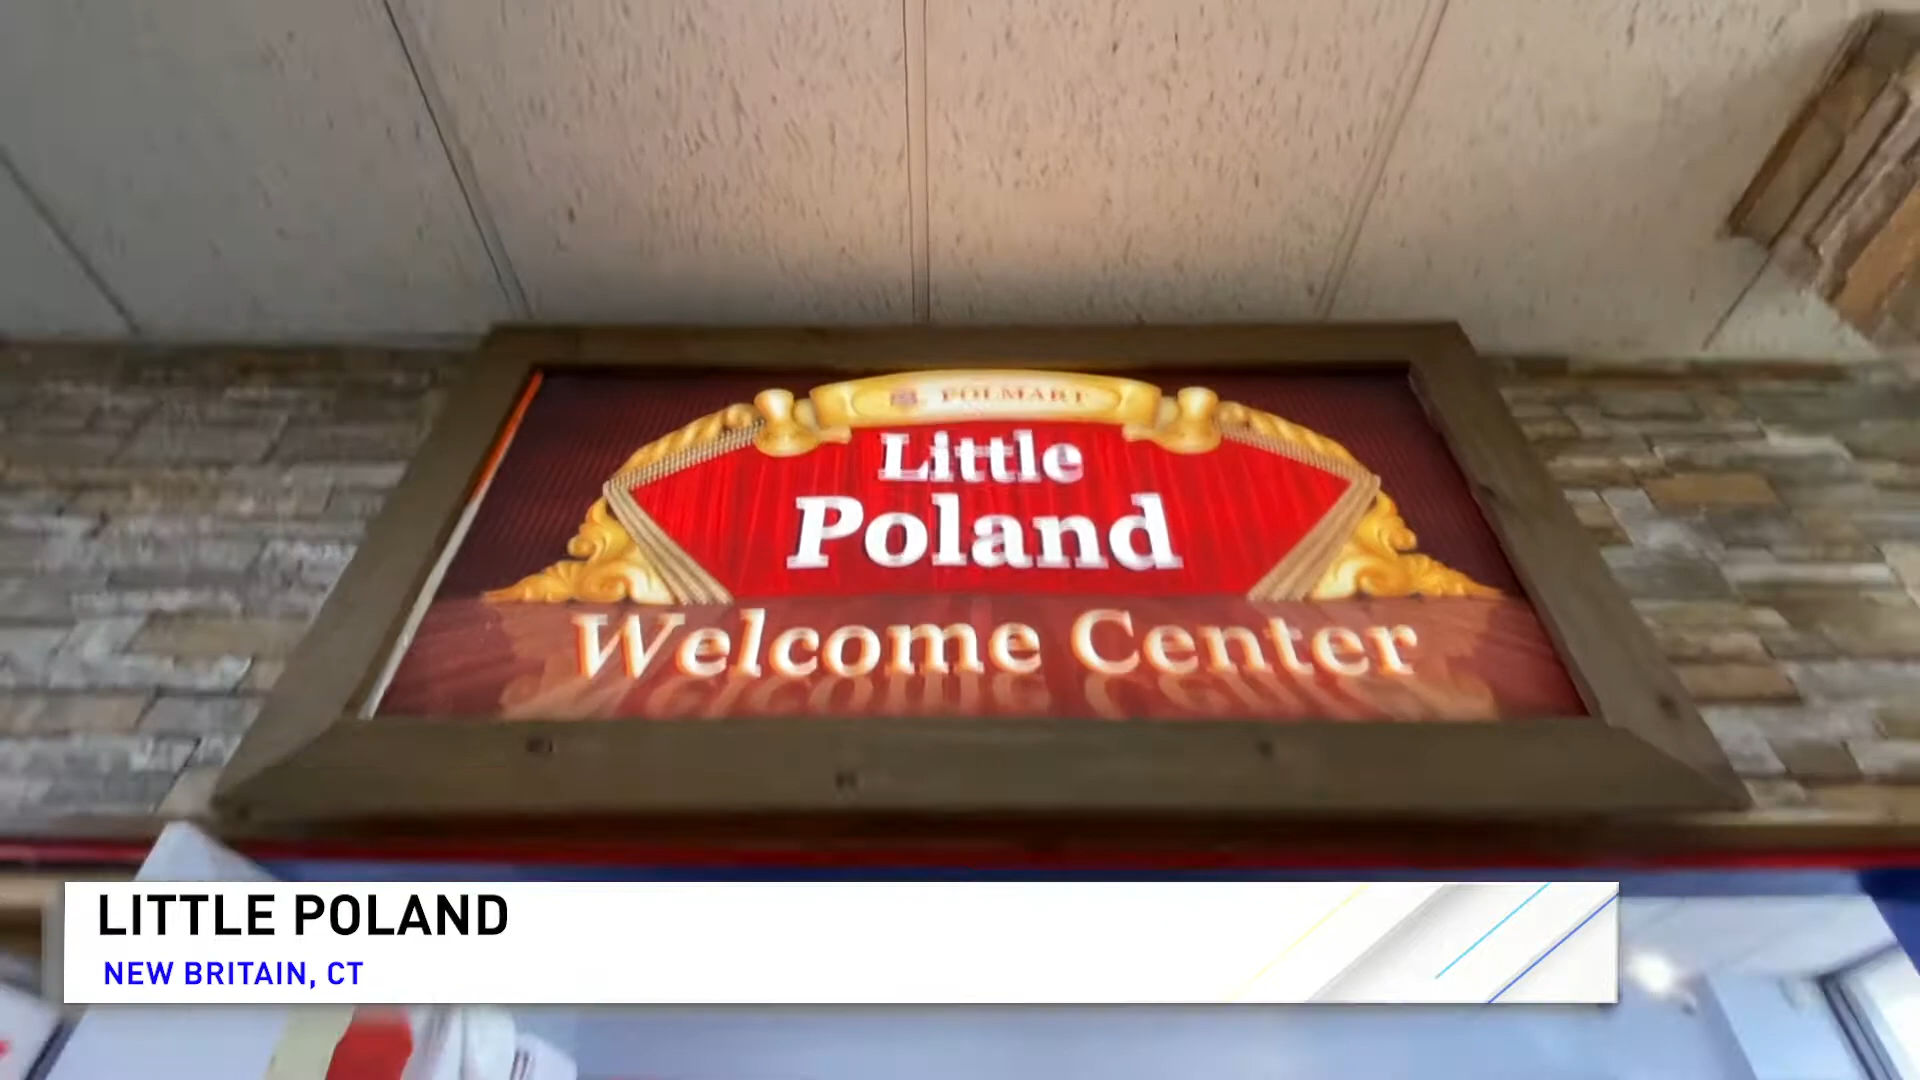 POLMART
Little
Poland
Welcome Center
LITTLE POLAND
NEW BRITAIN, CT